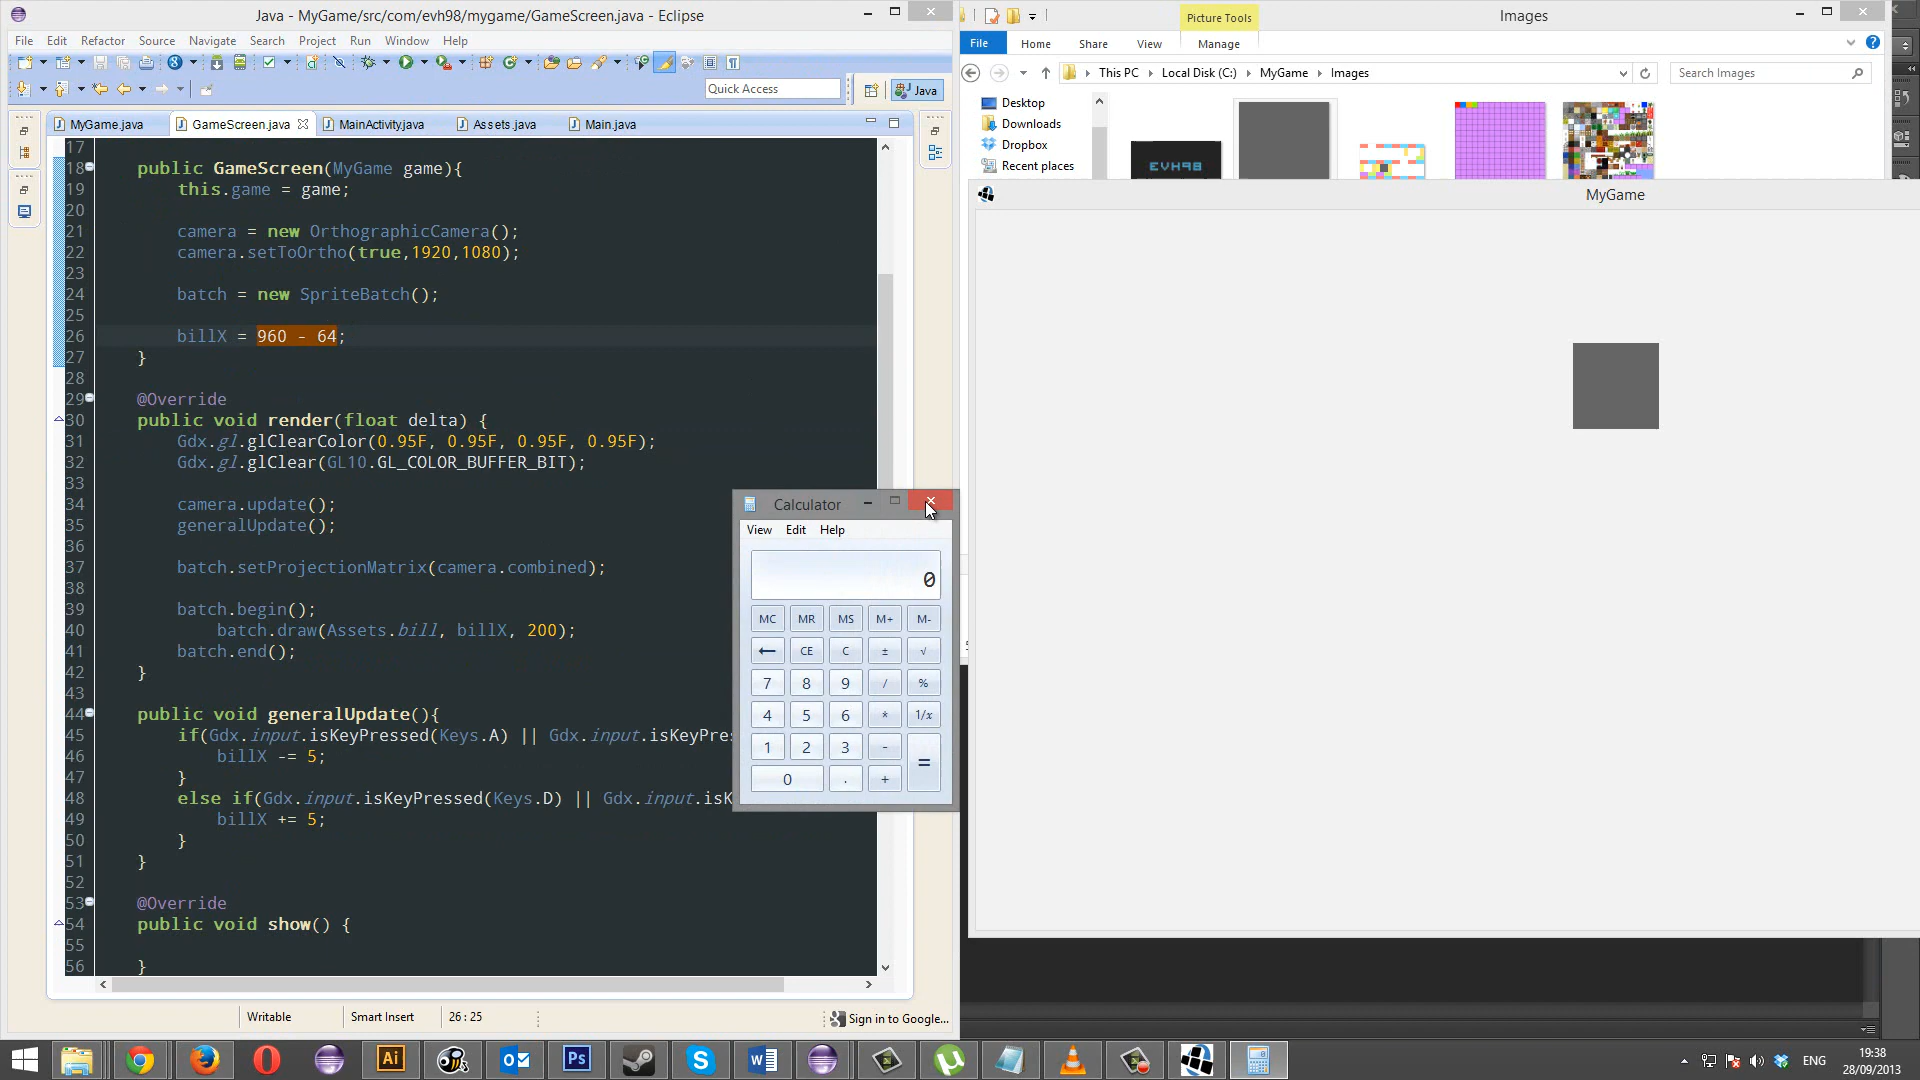 Java - MyGame/src/com/evh98/mygame/GameScreen.java - Eclipse
File Edit Refactor Source Navigate Search Project Run Window Help
Quick Access
Java
MyGame.java GameScreen.java MainActivity.java Assets.java Main.java
17
18 public GameScreen(MyGame game){
19 this.game = game;
20
21 camera = new OrthographicCamera();
22 camera.setToOrtho(true,1920,1080);
23
24 batch = new SpriteBatch();
25
26 billX = 960 - 64;
27 }
28
29 @Override
30 public void render(float delta) {
31 Gdx.gl.glClearColor(0.95F, 0.95F, 0.95F, 0.95F);
32 Gdx.gl.glClear(GL10.GL_COLOR_BUFFER_BIT);
33
34 camera.update();
35 generalUpdate();
36
37 batch.setProjectionMatrix(camera.combined);
38
39 batch.begin();
40 batch.draw(Assets.bill, billX, 200);
41 batch.end();
42 }
43
44 public void generalUpdate(){
45 if(Gdx.input.isKeyPressed(Keys.A) || Gdx.input.isKeyPre
46 billX -= 5;
47 }
48 else if(Gdx.input.isKeyPressed(Keys.D) || Gdx.input.isK
49 billX += 5;
50 }
51 }
52
53 @Override
54 public void show() {
55
56 }
Writable Smart Insert 26 : 25 Sign in to Google...
Calculator
View Edit Help
0
MC MR MS M+ M-
← CE C ± √
7 8 9 / %
4 5 6 * 1/x
1 2 3 - =
0 . +
Picture Tools Images
File Home Share View Manage
This PC Local Disk (C:) MyGame Images
Search Images
Desktop
Downloads
Dropbox
Recent places
EVH98
MyGame
Ai Ps
ENG
19:38
28/09/2013